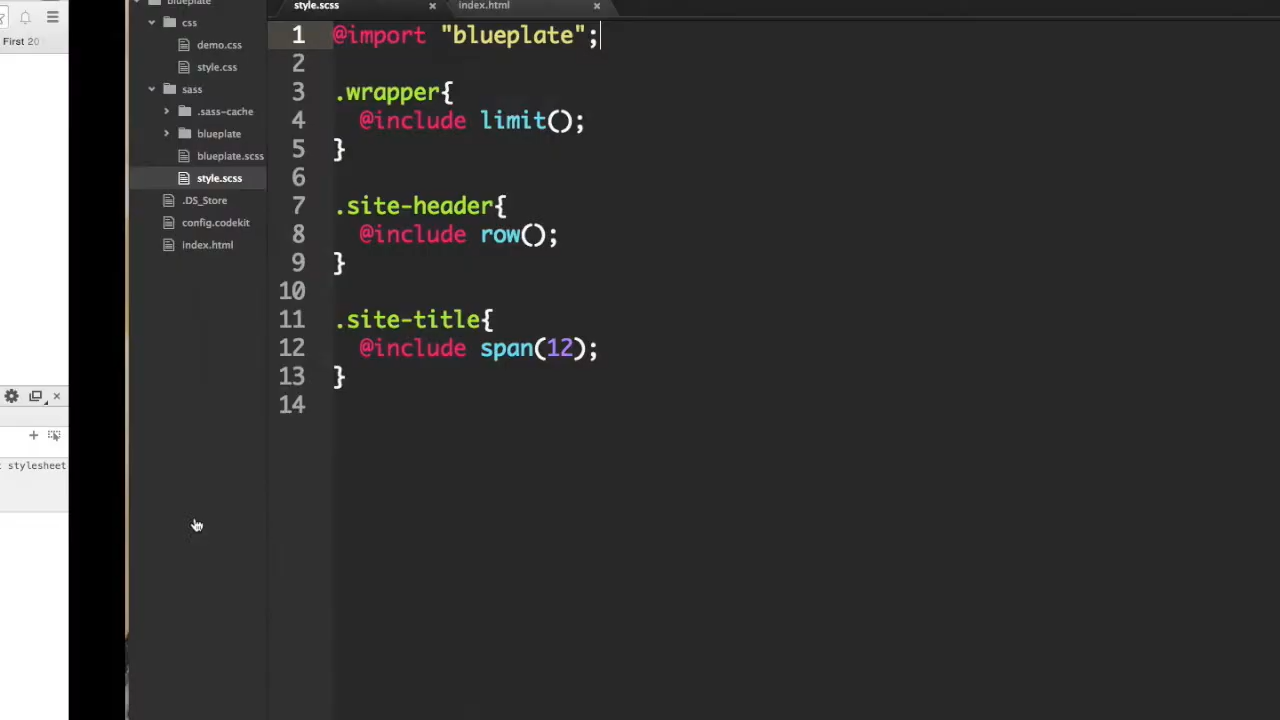 First 20
t stylesheet
blueplate
css
demo.css
style.css
sass
.sass-cache
blueplate
blueplate.scss
style.scss
.DS_Store
config.codekit
index.html
style.scss
index.html
1 @import "blueplate";
2
3 .wrapper{
4 @include limit();
5 }
6
7 .site-header{
8 @include row();
9 }
10
11 .site-title{
12 @include span(12);
13 }
14